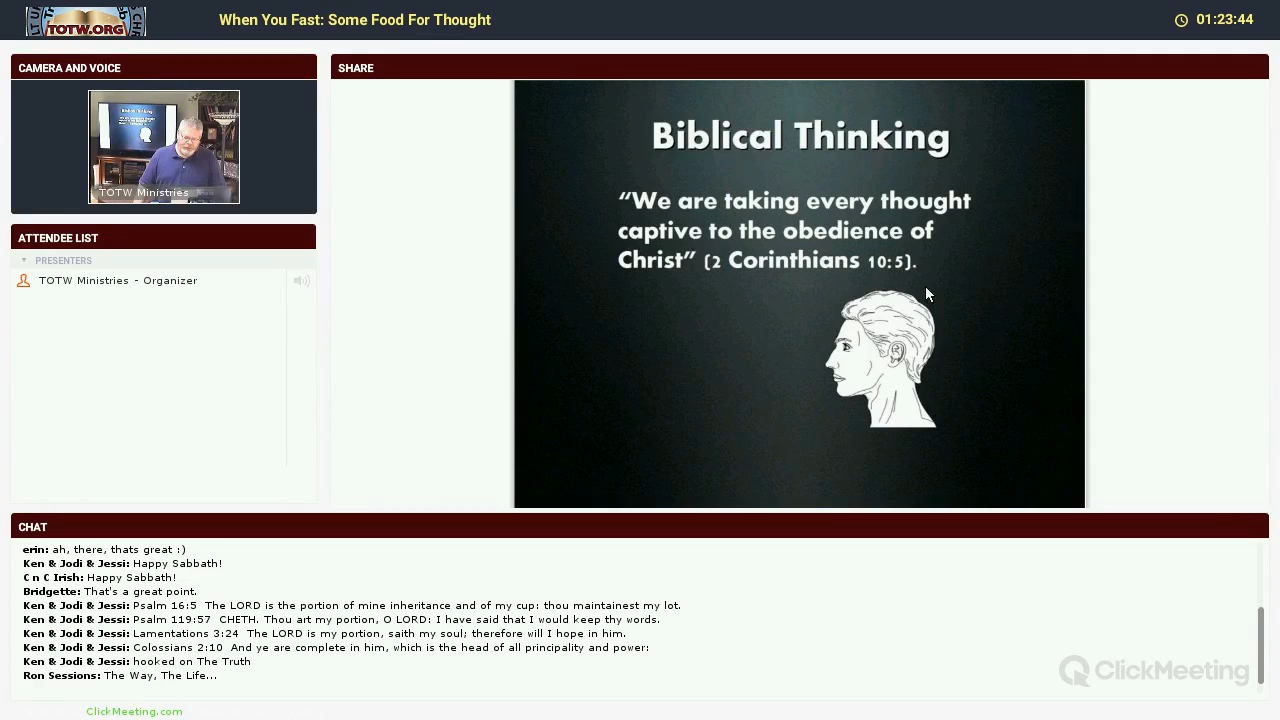 TOTW.ORG
When You Fast: Some Food For Thought
01:23:44
CAMERA AND VOICE
SHARE
TOTW Ministries
ATTENDEE LIST
PRESENTERS
TOTW Ministries - Organizer
Biblical Thinking
“We are taking every thought
captive to the obedience of
Christ” (2 Corinthians 10:5).
CHAT
erin: ah, there, thats great :)
Ken & Jodi & Jessi: Happy Sabbath!
C n C Irish: Happy Sabbath!
Bridgette: That's a great point.
Ken & Jodi & Jessi: Psalm 16:5 The LORD is the portion of mine inheritance and of my cup: thou maintainest my lot.
Ken & Jodi & Jessi: Psalm 119:57 CHETH. Thou art my portion, O LORD: I have said that I would keep thy words.
Ken & Jodi & Jessi: Lamentations 3:24 The LORD is my portion, saith my soul; therefore will I hope in him.
Ken & Jodi & Jessi: Colossians 2:10 And ye are complete in him, which is the head of all principality and power:
Ken & Jodi & Jessi: hooked on The Truth
Ron Sessions: The Way, The Life...
ClickMeeting
ClickMeeting.com